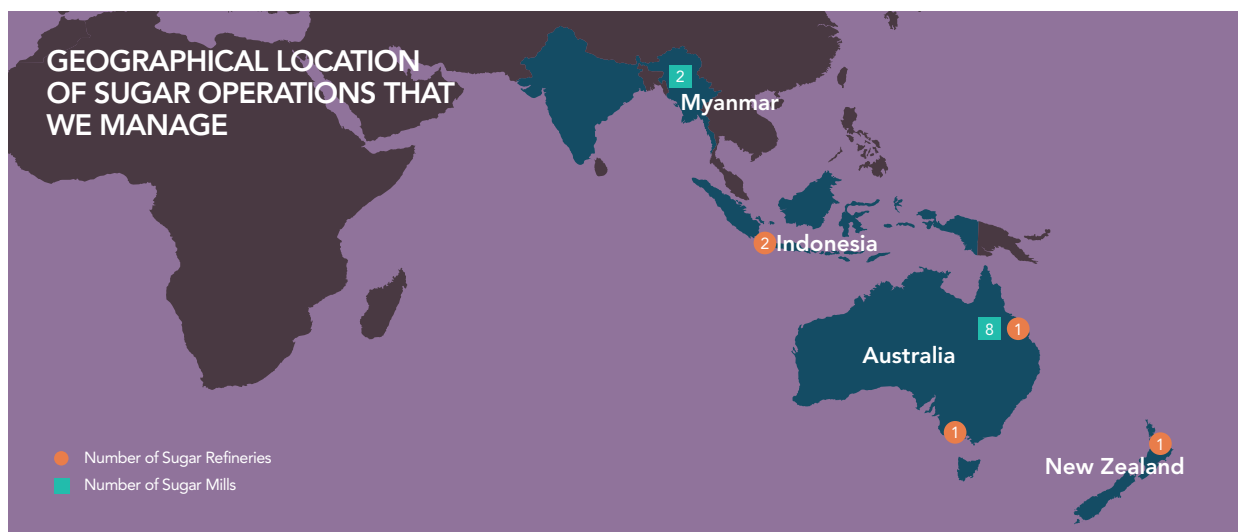 GEOGRAPHICAL LOCATION
OF SUGAR OPERATIONS THAT
WE MANAGE
2
Myanmar
2 Indonesia
8 1
Australia
1
1
New Zealand
Number of Sugar Refineries
Number of Sugar Mills